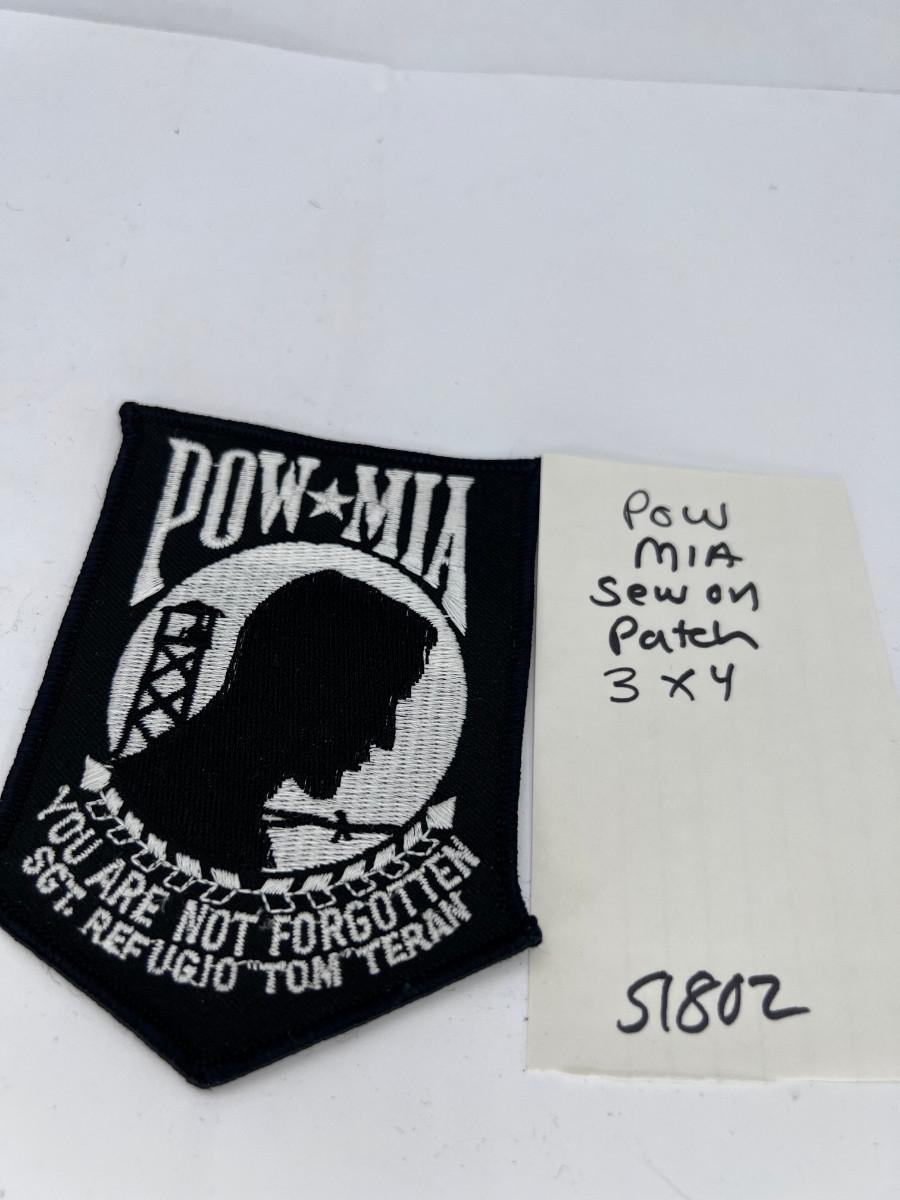 POW★MIA
YOU ARE NOT FORGOTTEN
SGT. REFUGIO "TOM" TERAN
POW
MIA
Sew on
Patch
3 X 4
51802